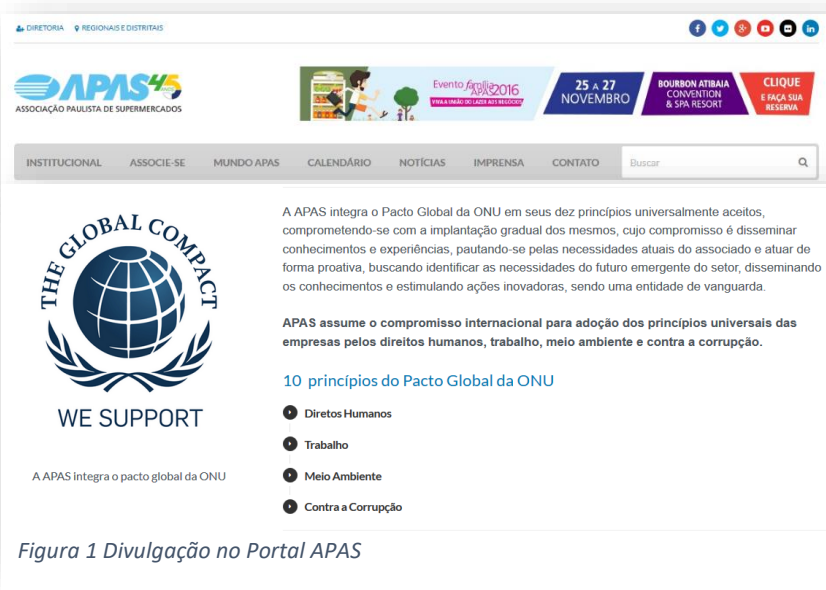 DIRETORIA REGIONAIS E DISTRITAIS
APAS 45 ANOS
ASSOCIAÇÃO PAULISTA DE SUPERMERCADOS
Evento família APAS 2016
VIVA A UNIÃO DO LAZER AOS NEGÓCIOS
25 A 27
NOVEMBRO
BOURBON ATIBAIA
CONVENTION
& SPA RESORT
CLIQUE
E FAÇA SUA
RESERVA
INSTITUCIONAL ASSOCIE-SE MUNDO APAS CALENDÁRIO NOTÍCIAS IMPRENSA CONTATO Buscar
THE GLOBAL COMPACT
WE SUPPORT
A APAS integra o pacto global da ONU
A APAS integra o Pacto Global da ONU em seus dez princípios universalmente aceitos,
comprometendo-se com a implantação gradual dos mesmos, cujo compromisso é disseminar
conhecimentos e experiências, pautando-se pelas necessidades atuais do associado e atuar de
forma proativa, buscando identificar as necessidades do futuro emergente do setor, disseminando
os conhecimentos e estimulando ações inovadoras, sendo uma entidade de vanguarda.
APAS assume o compromisso internacional para adoção dos princípios universais das
empresas pelos direitos humanos, trabalho, meio ambiente e contra a corrupção.
10 princípios do Pacto Global da ONU
Diretos Humanos
Trabalho
Meio Ambiente
Contra a Corrupção
Figura 1 Divulgação no Portal APAS